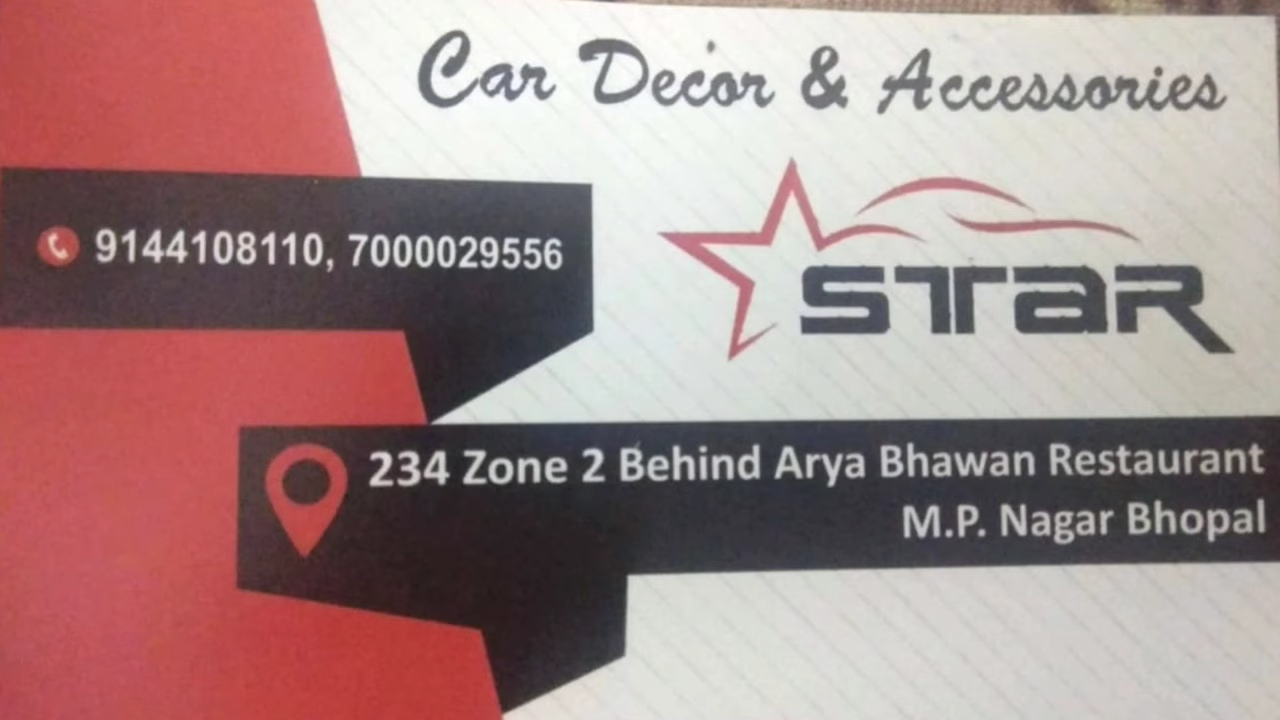 Car Decor & Accessories
9144108110, 7000029556
STAR
234 Zone 2 Behind Arya Bhawan Restaurant
M.P. Nagar Bhopal